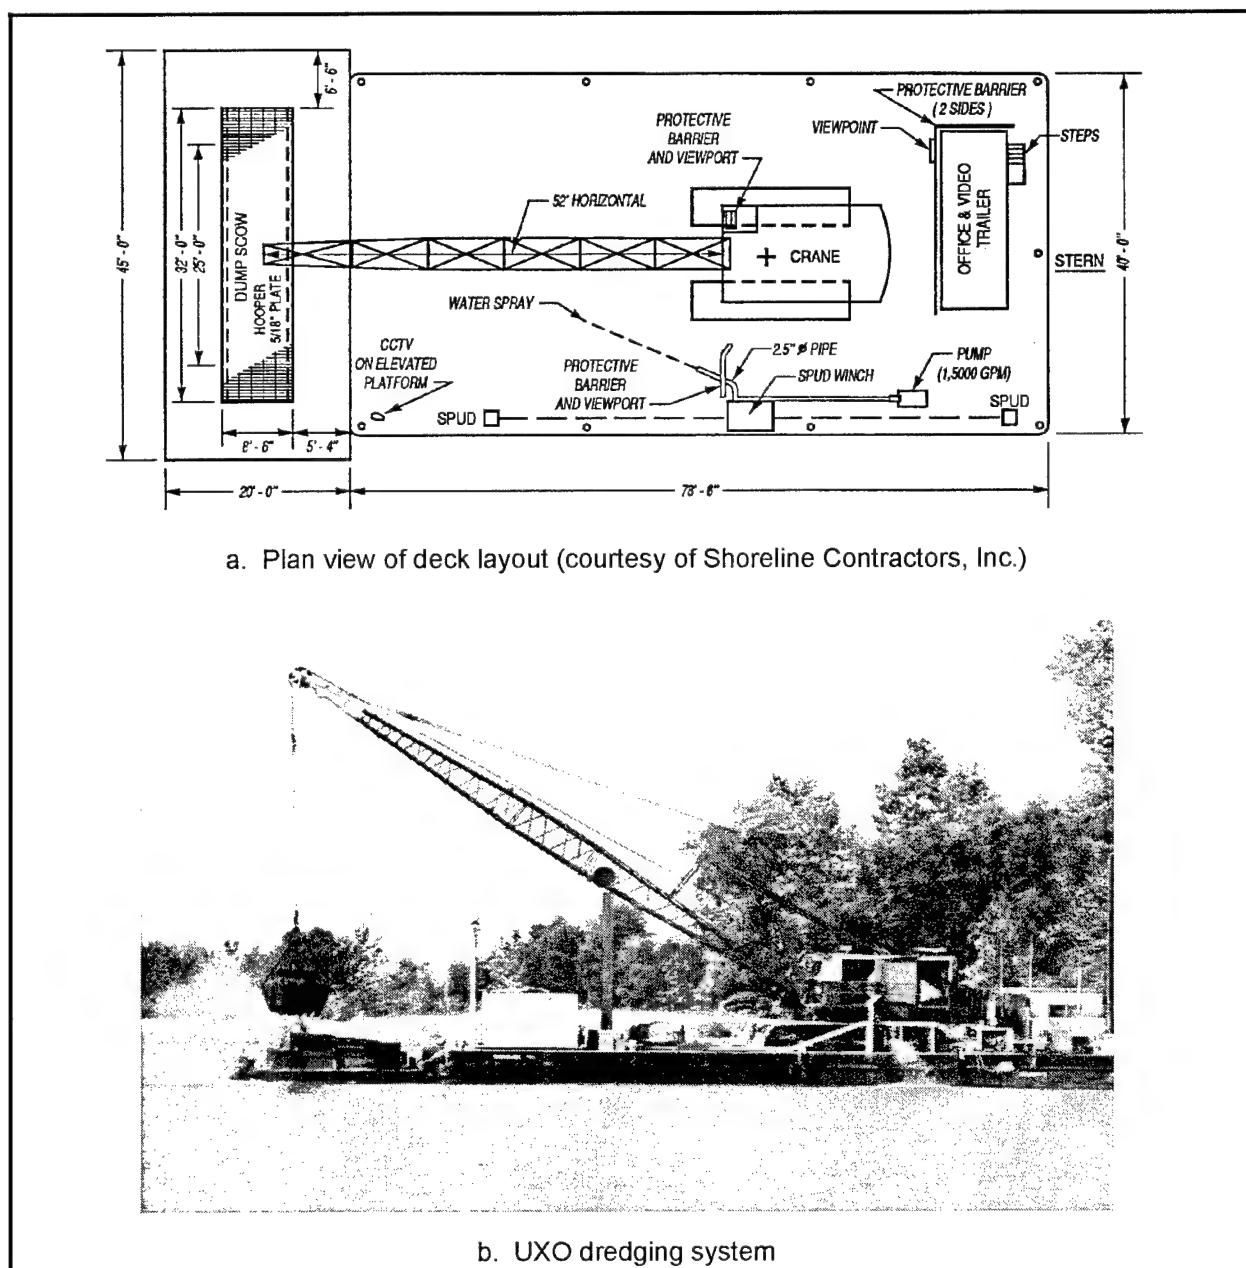 45'- 0"
32'- 0"
25'- 0"
6'- 6"
DUMP SCOW
HOOPER
5/18" PLATE
8'- 6"
5'- 4"
20'- 0"
78'- 6"
52' HORIZONTAL
PROTECTIVE
BARRIER
AND VIEWPORT
CRANE
WATER SPRAY
CCTV
ON ELEVATED
PLATFORM
PROTECTIVE
BARRIER
AND VIEWPORT
2.5" ø PIPE
SPUD WINCH
PUMP
(1,5000 GPM)
SPUD
SPUD
PROTECTIVE BARRIER
( 2 SIDES )
VIEWPOINT
STEPS
OFFICE & VIDEO
TRAILER
STERN
40'- 0"
a. Plan view of deck layout (courtesy of Shoreline Contractors, Inc.)
b. UXO dredging system